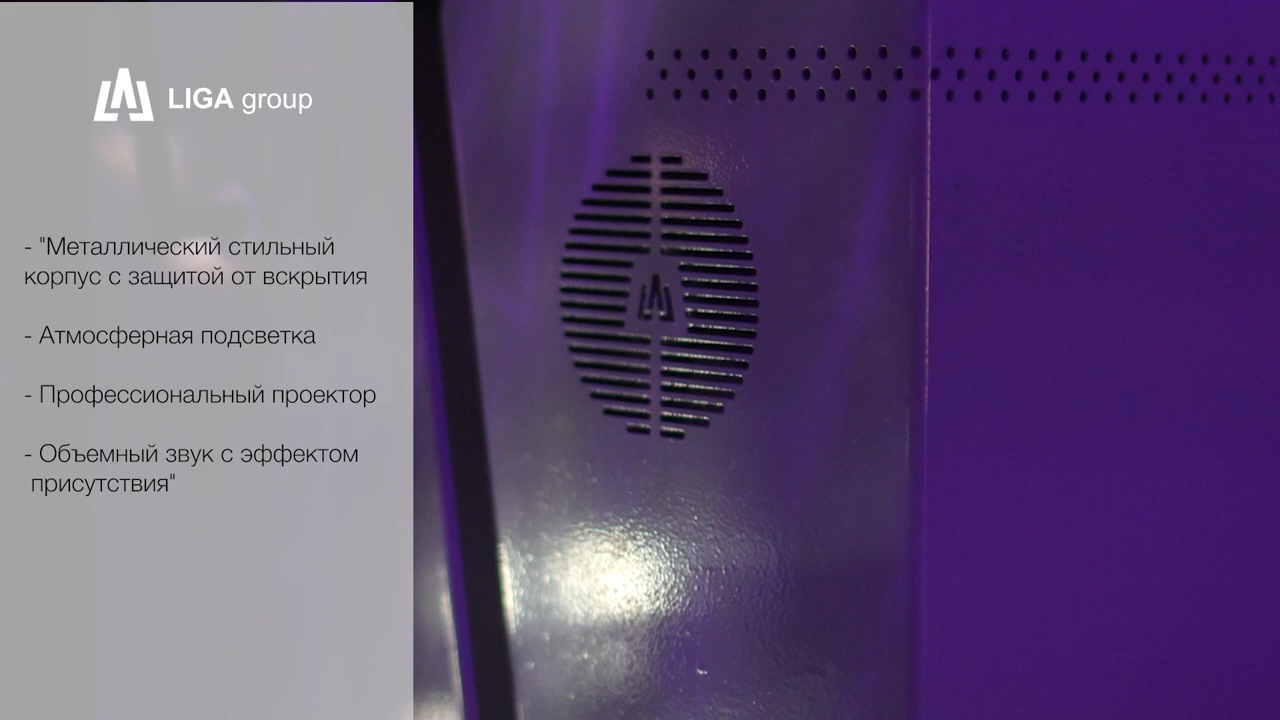 LIGA group
- "Металлический стильный
корпус с защитой от вскрытия
- Атмосферная подсветка
- Профессиональный проектор
- Объемный звук с эффектом
присутствия"